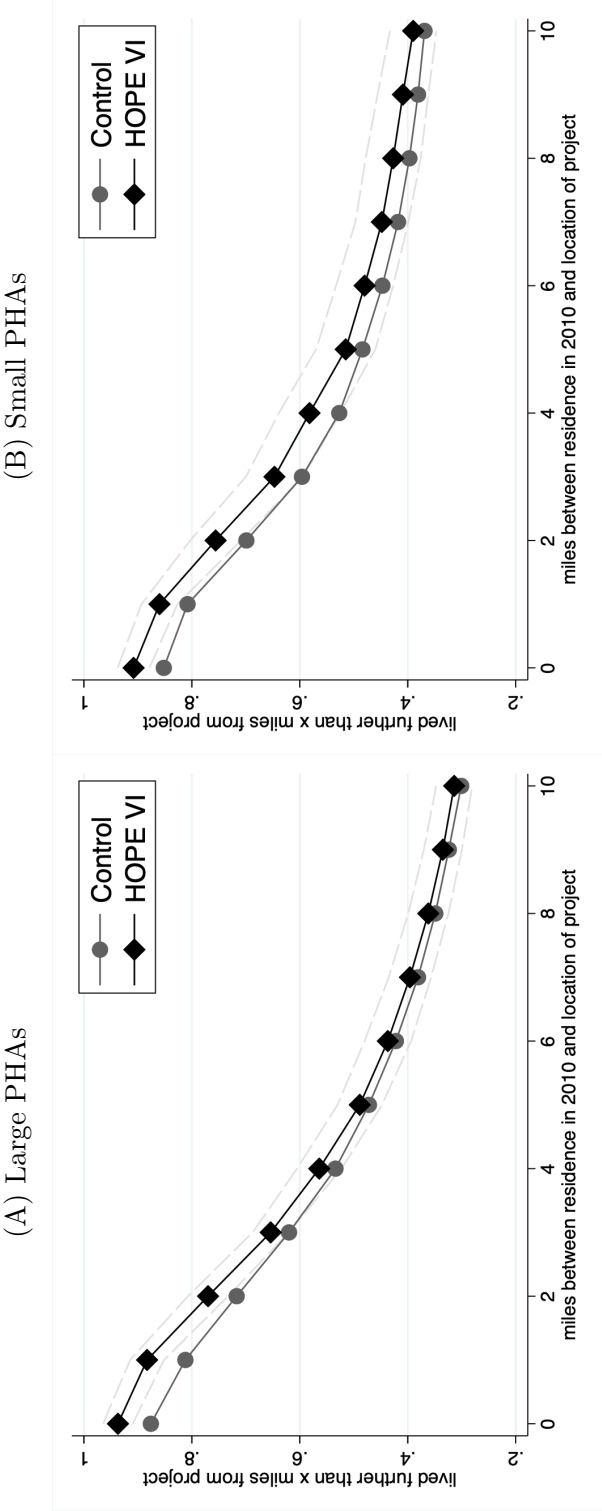 (A) Large PHAs
lived further than x miles from project
1
.8
.6
.4
.2
Control
HOPE VI
0 2 4 6 8 10
miles between residence in 2010 and location of project
(B) Small PHAs
lived further than x miles from project
1
.8
.6
.4
.2
Control
HOPE VI
0 2 4 6 8 10
miles between residence in 2010 and location of project